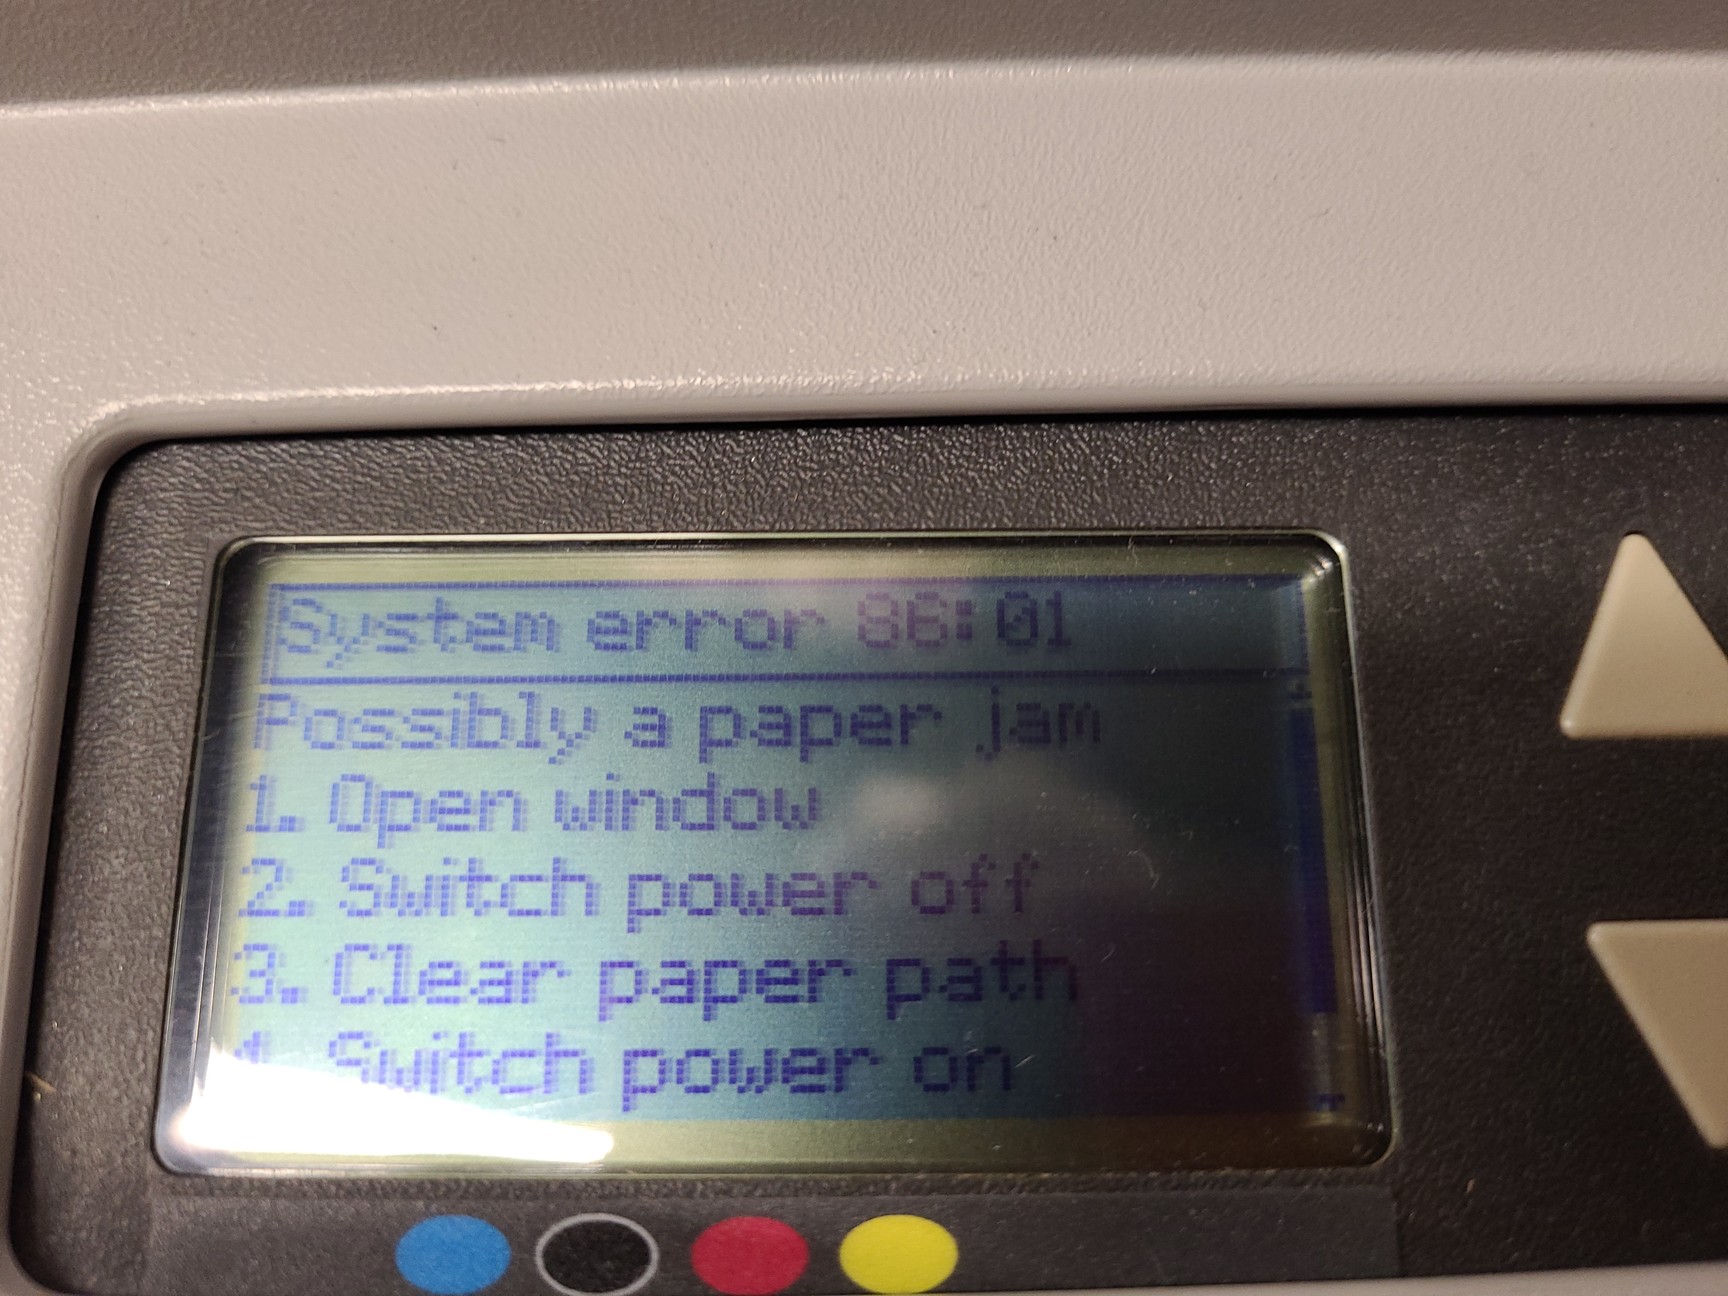 System error 86:01
Possibly a paper jam
1. Open window
2. Switch power off
3. Clear paper path
4. Switch power on